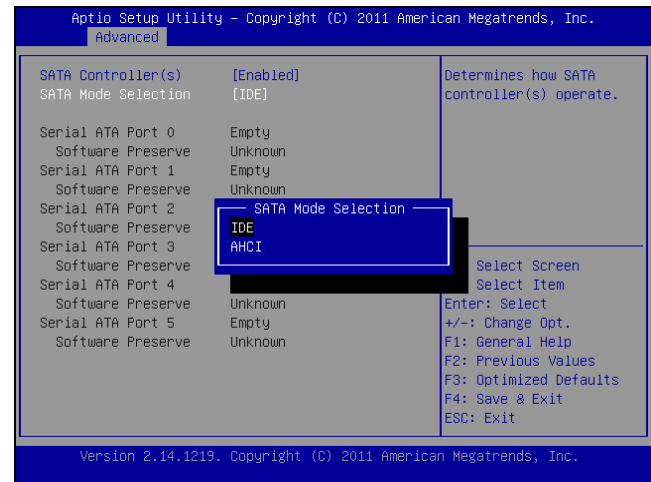 Aptio Setup Utility – Copyright (C) 2011 American Megatrends, Inc.
Advanced
SATA Controller(s) [Enabled]
SATA Mode Selection [IDE]
Serial ATA Port 0 Empty
Software Preserve Unknown
Serial ATA Port 1 Empty
Software Preserve Unknown
Serial ATA Port 2
Software Preserve
Serial ATA Port 3
Software Preserve
Serial ATA Port 4
Software Preserve Unknown
Serial ATA Port 5 Empty
Software Preserve Unknown
SATA Mode Selection
IDE
AHCI
Determines how SATA
controller(s) operate.
Select Screen
Select Item
Enter: Select
+/-: Change Opt.
F1: General Help
F2: Previous Values
F3: Optimized Defaults
F4: Save & Exit
ESC: Exit
Version 2.14.1219. Copyright (C) 2011 American Megatrends, Inc.